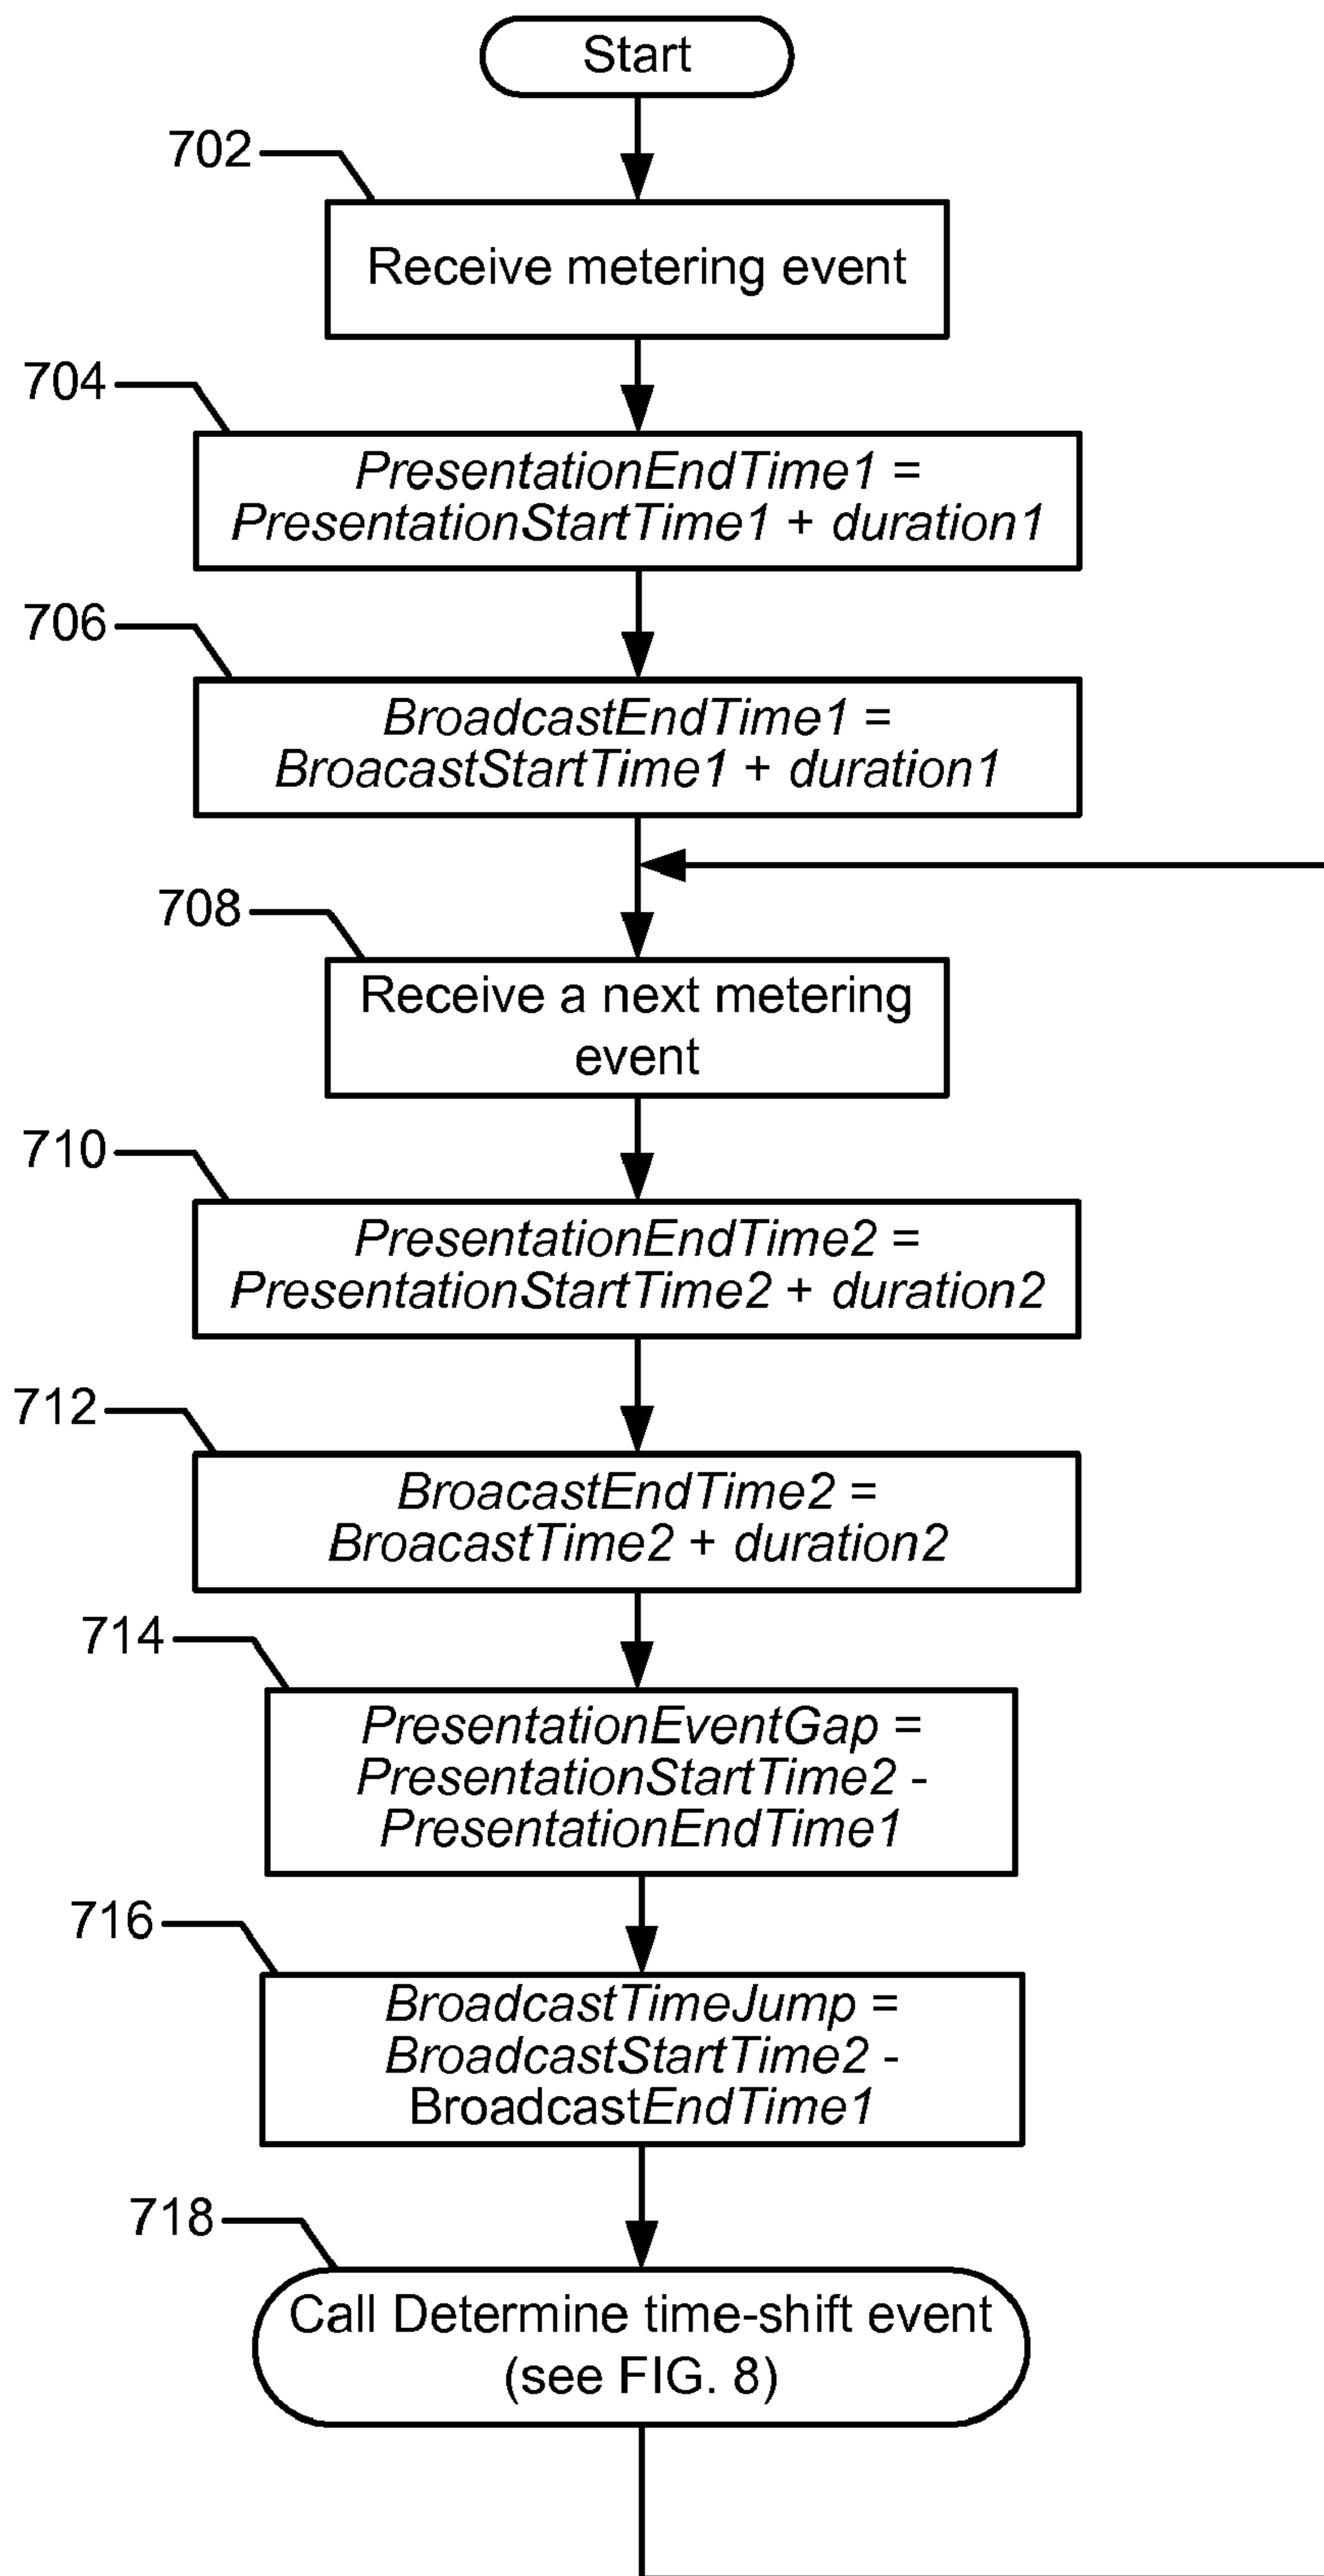 Start
702
Receive metering event
704
PresentationEndTime1 =
PresentationStartTime1 + duration1
706
BroadcastEndTime1 =
BroacastStartTime1 + duration1
708
Receive a next metering
event
710
PresentationEndTime2 =
PresentationStartTime2 + duration2
712
BroacastEndTime2 =
BroacastTime2 + duration2
714
PresentationEventGap =
PresentationStartTime2 -
PresentationEndTime1
716
BroadcastTimeJump =
BroadcastStartTime2 -
BroadcastEndTime1
718
Call Determine time-shift event
(see FIG. 8)